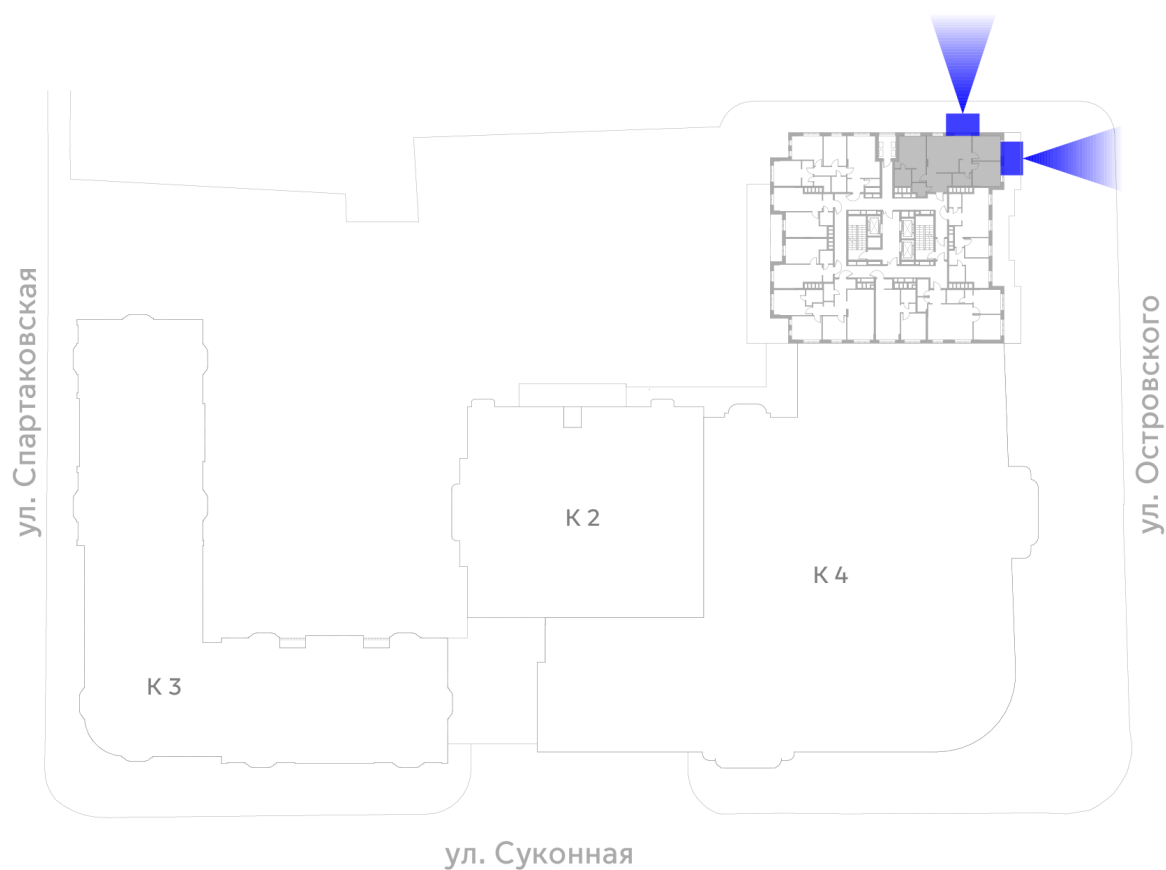 ул. Спартаковская
ул. Островского
К 2
К 4
К 3
ул. Суконная